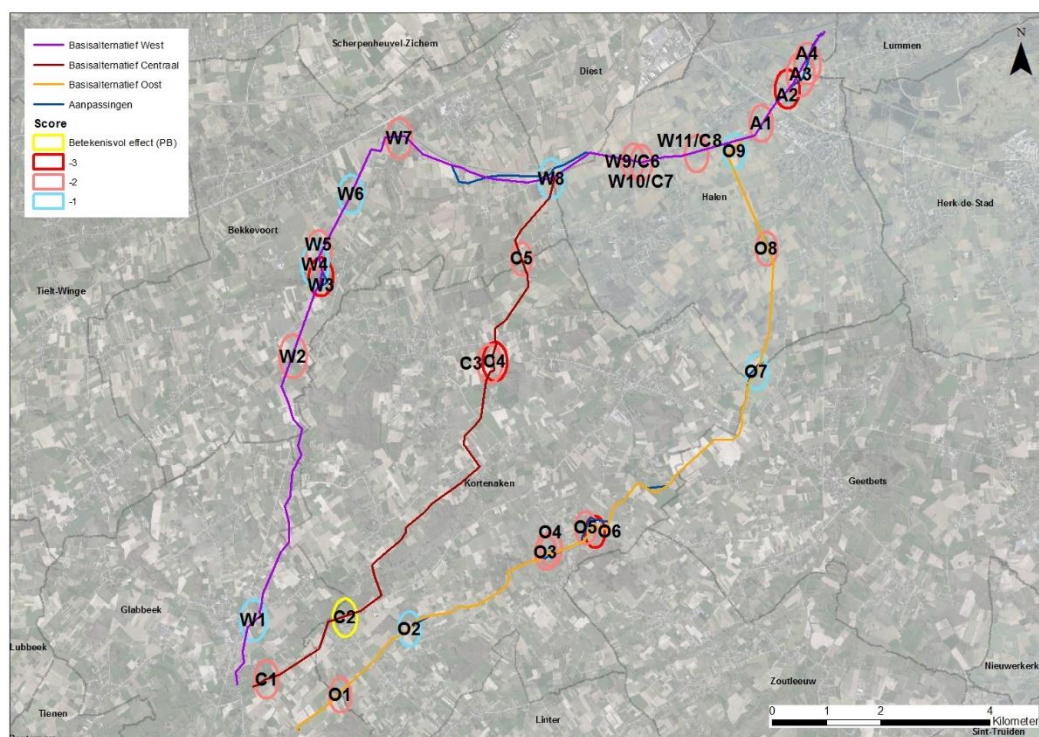 Basisalternatief West
Basisalternatief Centraal
Basisalternatief Oost
Aanpassingen
Score
Betekenisvol effect (PB)
-3
-2
-1
Scherpenheuvel-Zichem
Diest
Lummen
N
A4
A3
A2
A1
W7
W11/C8
O9
W9/C6
W10/C7
W8
W6
Halen
Herk-de-Stad
Bekkevoort
W5
W4
W3
O8
C5
Tielt-Winge
W2
C3
C4
O7
Kortenaken
Geetbets
O4
O5
O6
O3
Glabbeek
W1
C2
O2
Lubbeek
C1
O1
Nieuwerkerk
Zoutleeuw
Tienen
Linter
0 1 2 4
Kilometer
Sint-Truiden